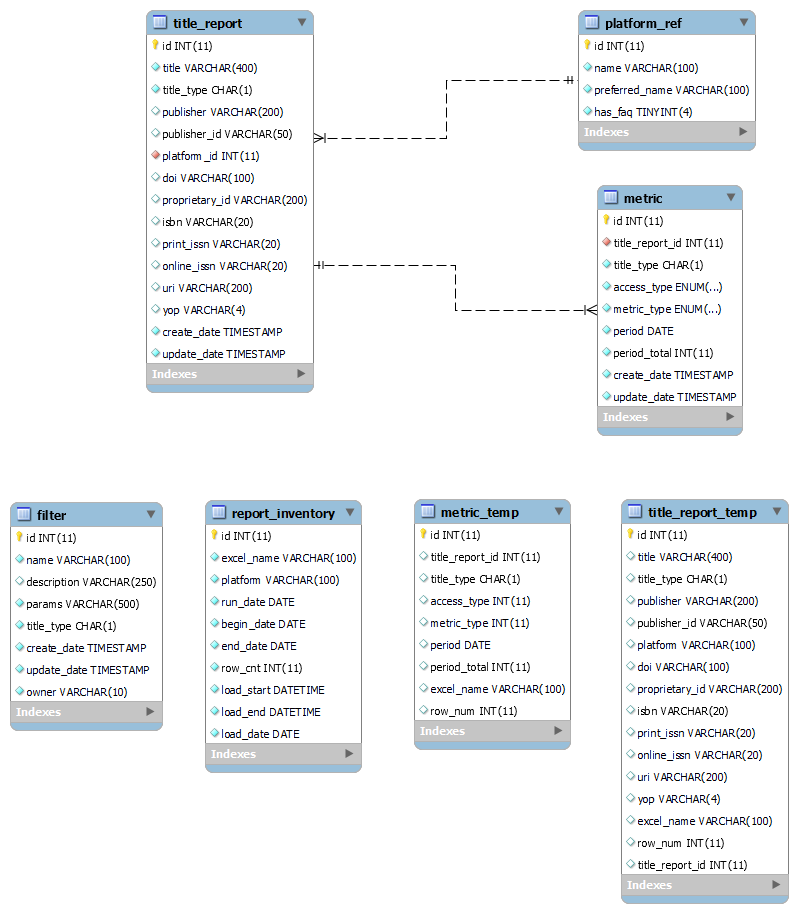 title_report
id INT(11)
title VARCHAR(400)
title_type CHAR(1)
publisher VARCHAR(200)
publisher_id VARCHAR(50)
platform_id INT(11)
doi VARCHAR(100)
proprietary_id VARCHAR(200)
isbn VARCHAR(20)
print_issn VARCHAR(20)
online_issn VARCHAR(20)
uri VARCHAR(200)
yop VARCHAR(4)
create_date TIMESTAMP
update_date TIMESTAMP
Indexes
platform_ref
id INT(11)
name VARCHAR(100)
preferred_name VARCHAR(100)
has_faq TINYINT(4)
Indexes
metric
id INT(11)
title_report_id INT(11)
title_type CHAR(1)
access_type ENUM(...)
metric_type ENUM(...)
period DATE
period_total INT(11)
create_date TIMESTAMP
update_date TIMESTAMP
Indexes
filter
id INT(11)
name VARCHAR(100)
description VARCHAR(250)
params VARCHAR(500)
title_type CHAR(1)
create_date TIMESTAMP
update_date TIMESTAMP
owner VARCHAR(10)
Indexes
report_inventory
id INT(11)
excel_name VARCHAR(100)
platform VARCHAR(100)
run_date DATE
begin_date DATE
end_date DATE
row_cnt INT(11)
load_start DATETIME
load_end DATETIME
load_date DATE
Indexes
metric_temp
id INT(11)
title_report_id INT(11)
title_type CHAR(1)
access_type INT(11)
metric_type INT(11)
period DATE
period_total INT(11)
excel_name VARCHAR(100)
row_num INT(11)
Indexes
title_report_temp
id INT(11)
title VARCHAR(400)
title_type CHAR(1)
publisher VARCHAR(200)
publisher_id VARCHAR(50)
platform VARCHAR(100)
doi VARCHAR(100)
proprietary_id VARCHAR(200)
isbn VARCHAR(20)
print_issn VARCHAR(20)
online_issn VARCHAR(20)
uri VARCHAR(200)
yop VARCHAR(4)
excel_name VARCHAR(100)
row_num INT(11)
title_report_id INT(11)
Indexes